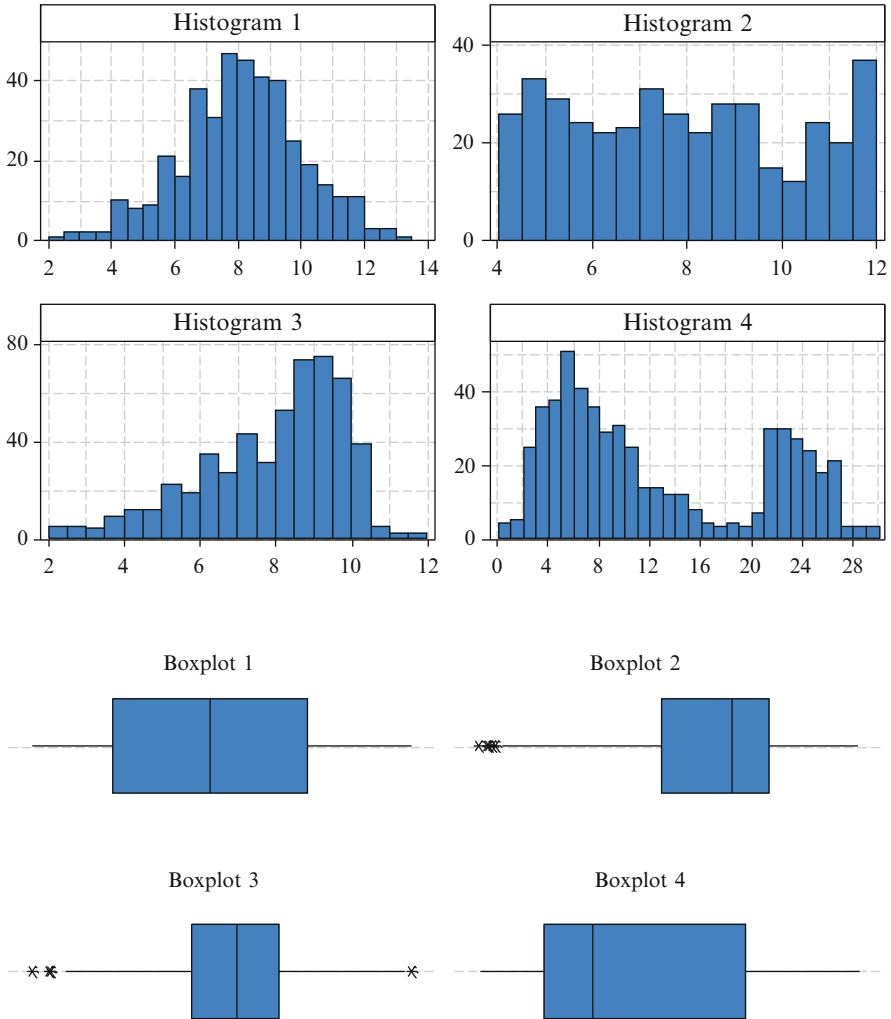 Histogram 1
Histogram 2
40
20
0
2 4 6 8 10 12 14
40
20
0
4 6 8 10 12
Histogram 3
Histogram 4
80
40
0
2 4 6 8 10 12
40
20
0
0 4 8 12 16 20 24 28
Boxplot 1
Boxplot 2
Boxplot 3
Boxplot 4